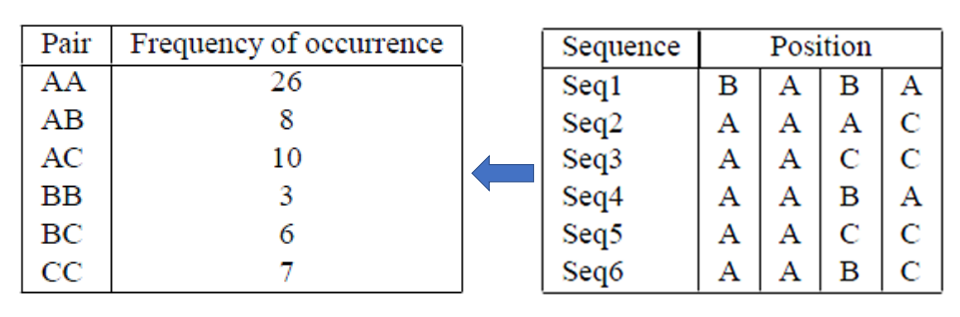 Pair Frequency of occurrence
AA 26
AB 8
AC 10
BB 3
BC 6
CC 7
Sequence Position
Seq1 B A B A
Seq2 A A A C
Seq3 A A C C
Seq4 A A B A
Seq5 A A C C
Seq6 A A B C